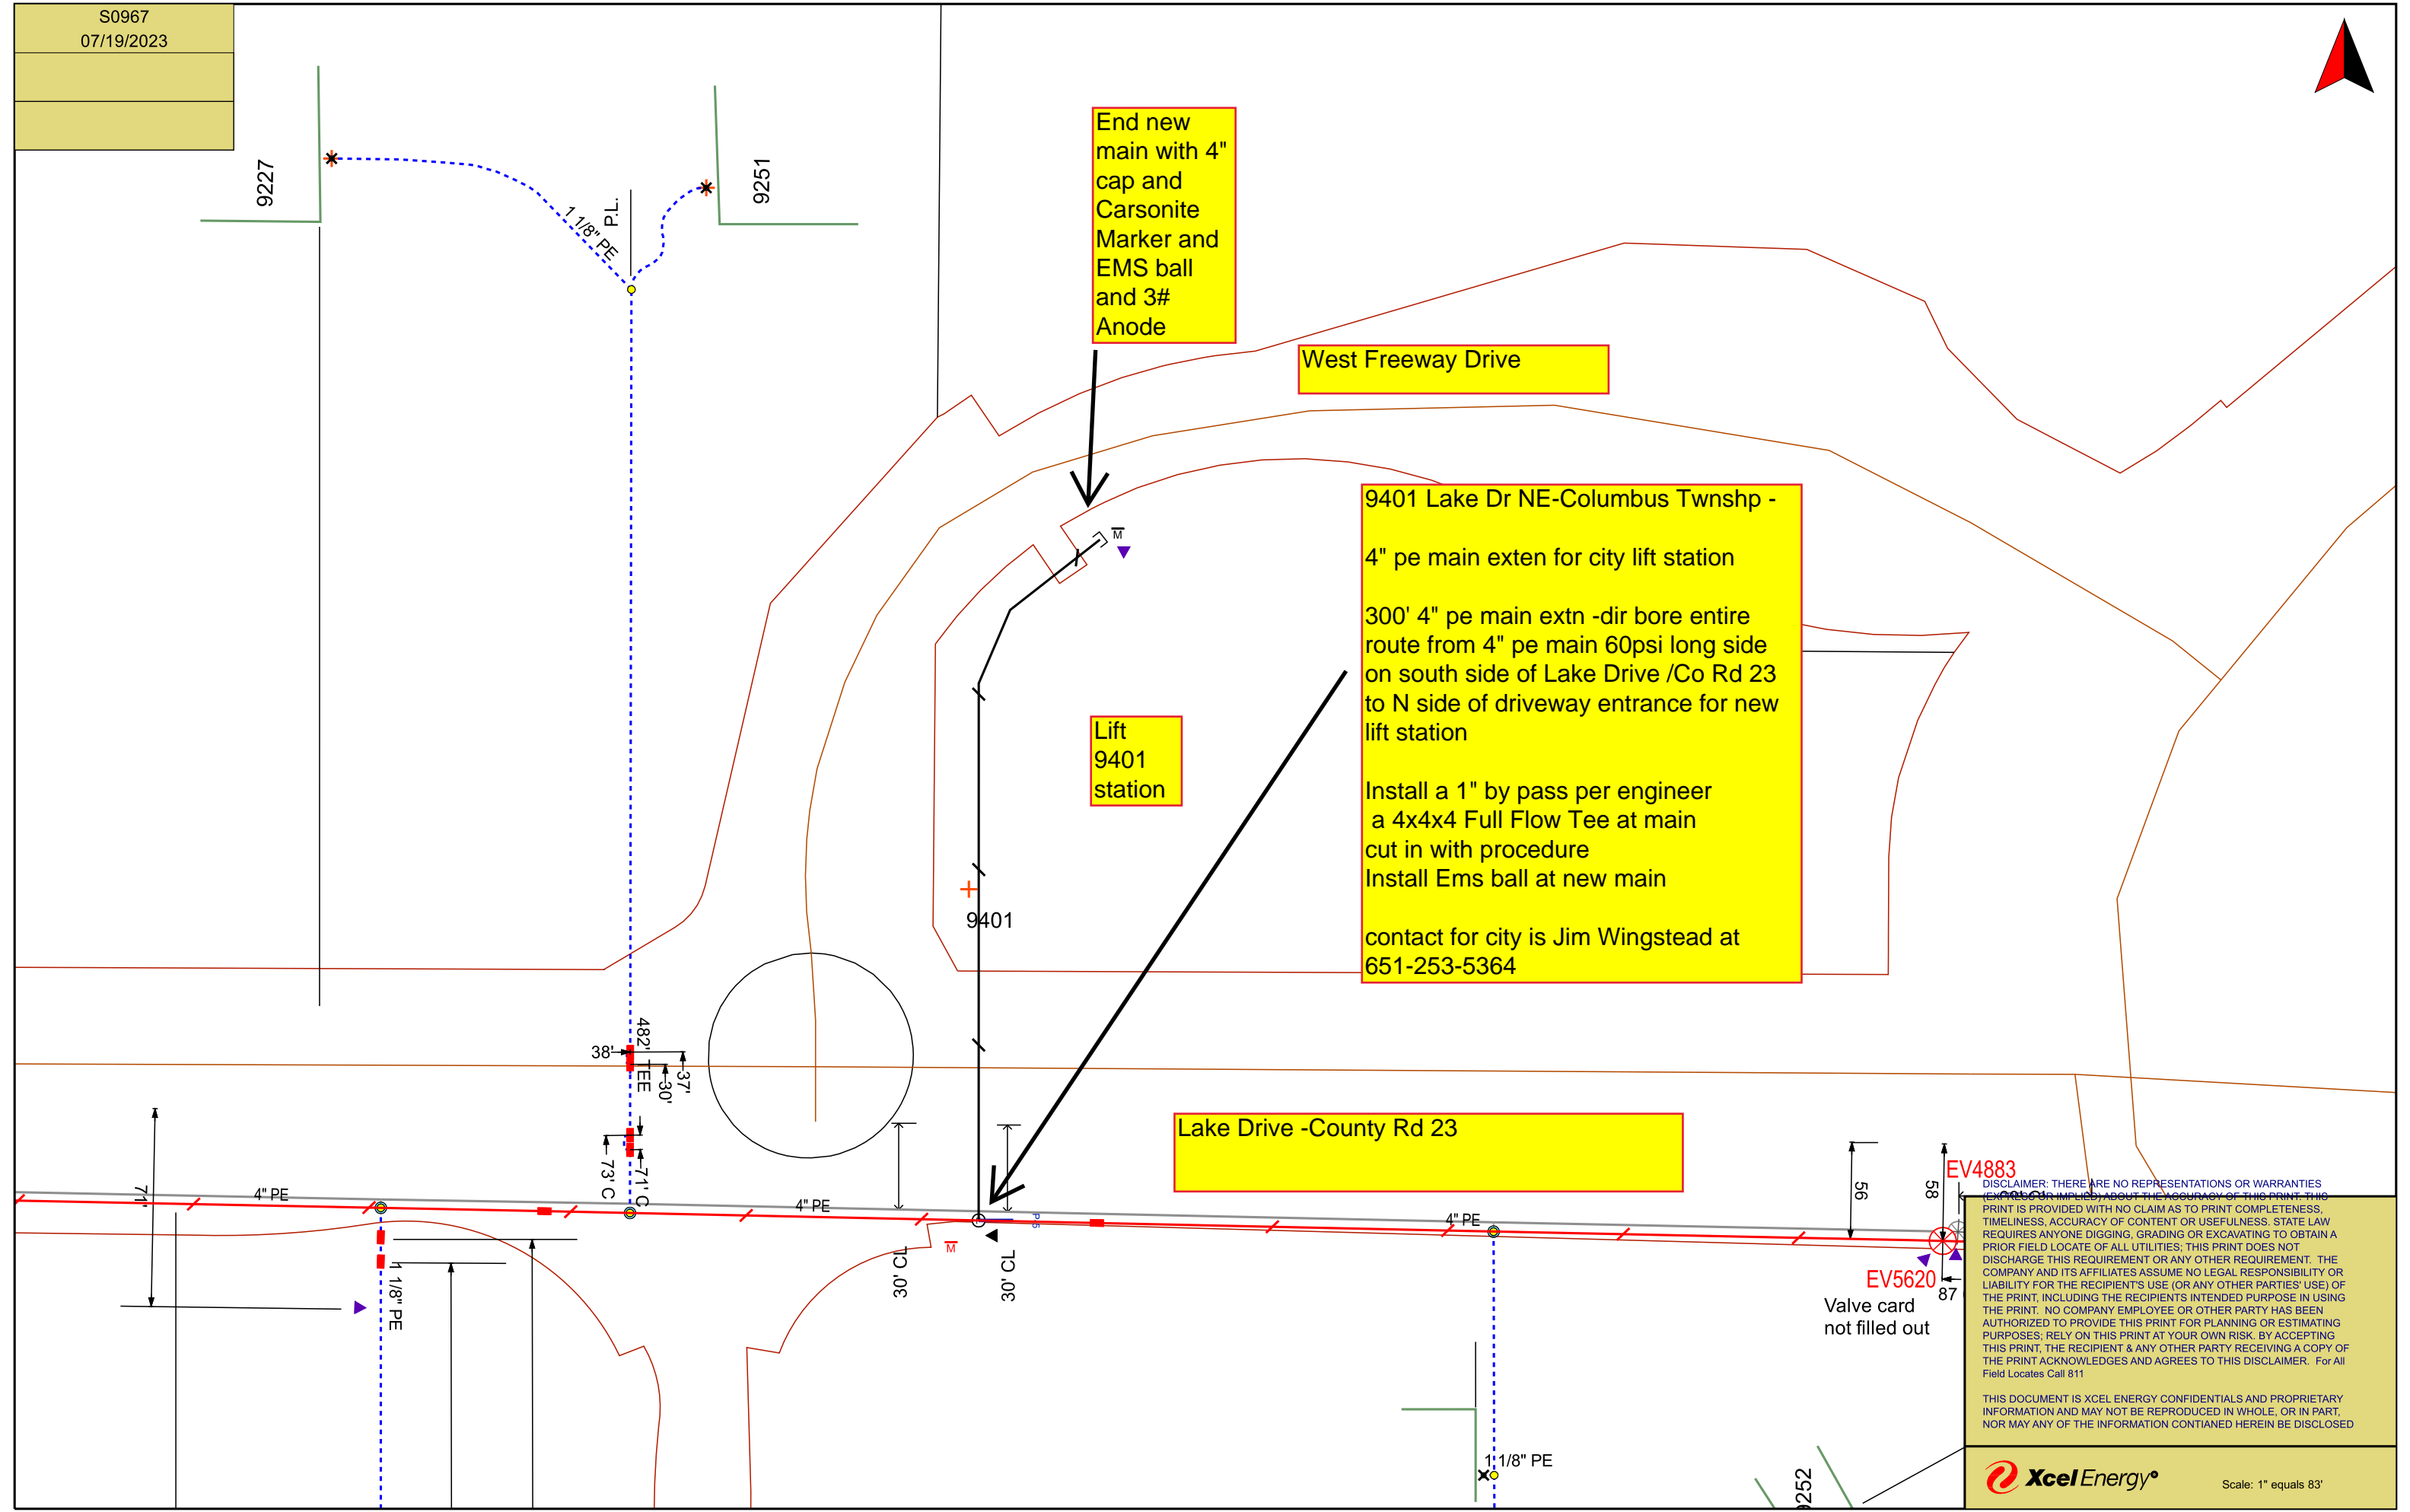 S0967
07/19/2023
9227
9251
1 1/8" PE
P.L.
End new
main with 4"
cap and
Carsonite
Marker and
EMS ball
and 3#
Anode
West Freeway Drive
M
9401 Lake Dr NE-Columbus Twnshp -
4" pe main exten for city lift station
300' 4" pe main extn -dir bore entire
route from 4" pe main 60psi long side
on south side of Lake Drive /Co Rd 23
to N side of driveway entrance for new
lift station
Install a 1" by pass per engineer
a 4x4x4 Full Flow Tee at main
cut in with procedure
Install Ems ball at new main
contact for city is Jim Wingstead at
651-253-5364
Lift
9401
station
9401
38'
482' TEE
30'
37'
73' C
71' C
Lake Drive -County Rd 23
71'
4" PE
4" PE
4" PE
30' CL
30' CL
M
1 1/8" PE
56
58
EV4883
EV5620
87
Valve card
not filled out
1 1/8" PE
9252
DISCLAIMER: THERE ARE NO REPRESENTATIONS OR WARRANTIES
(EXPRESS OR IMPLIED) ABOUT THE ACCURACY OF THIS PRINT. THIS
PRINT IS PROVIDED WITH NO CLAIM AS TO PRINT COMPLETENESS,
TIMELINESS, ACCURACY OF CONTENT OR USEFULNESS. STATE LAW
REQUIRES ANYONE DIGGING, GRADING OR EXCAVATING TO OBTAIN A
PRIOR FIELD LOCATE OF ALL UTILITIES; THIS PRINT DOES NOT
DISCHARGE THIS REQUIREMENT OR ANY OTHER REQUIREMENT. THE
COMPANY AND ITS AFFILIATES ASSUME NO LEGAL RESPONSIBILITY OR
LIABILITY FOR THE RECIPIENT'S USE (OR ANY OTHER PARTIES' USE) OF
THE PRINT, INCLUDING THE RECIPIENTS INTENDED PURPOSE IN USING
THE PRINT. NO COMPANY EMPLOYEE OR OTHER PARTY HAS BEEN
AUTHORIZED TO PROVIDE THIS PRINT FOR PLANNING OR ESTIMATING
PURPOSES; RELY ON THIS PRINT AT YOUR OWN RISK. BY ACCEPTING
THIS PRINT, THE RECIPIENT & ANY OTHER PARTY RECEIVING A COPY OF
THE PRINT ACKNOWLEDGES AND AGREES TO THIS DISCLAIMER. For All
Field Locates Call 811
THIS DOCUMENT IS XCEL ENERGY CONFIDENTIALS AND PROPRIETARY
INFORMATION AND MAY NOT BE REPRODUCED IN WHOLE, OR IN PART,
NOR MAY ANY OF THE INFORMATION CONTIANED HEREIN BE DISCLOSED
Xcel Energy
Scale: 1" equals 83'